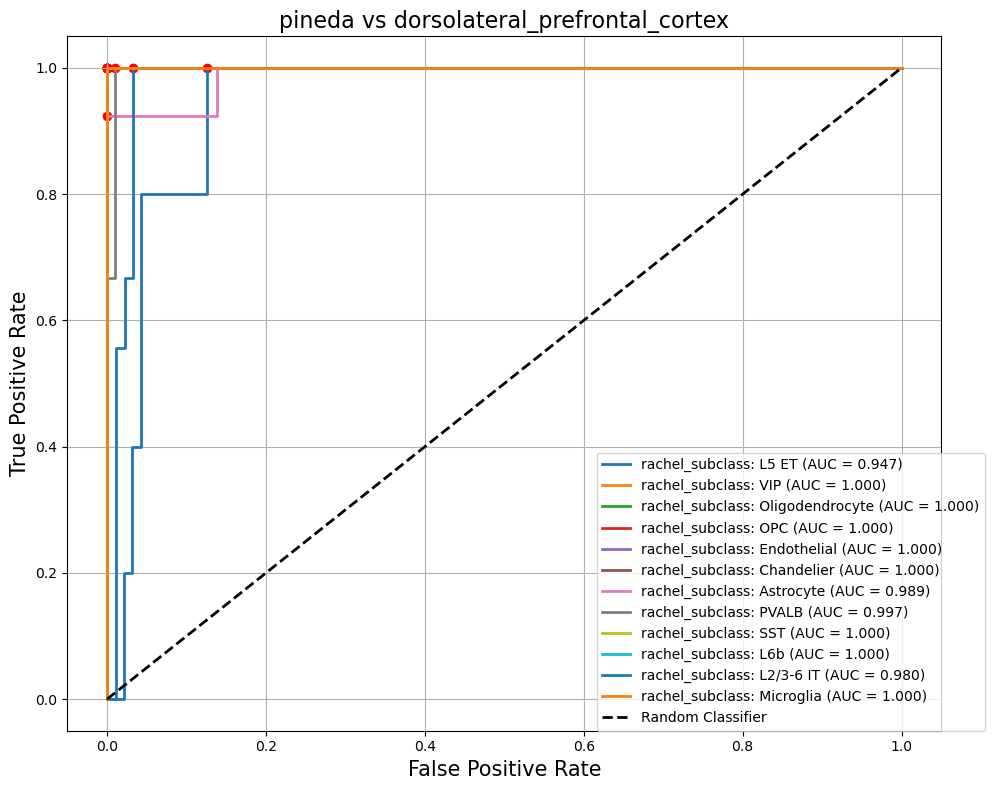 pineda vs dorsolateral_prefrontal_cortex
True Positive Rate
1.0
0.8
0.6
0.4
0.2
0.0
rachel_subclass: L5 ET (AUC = 0.947)
rachel_subclass: VIP (AUC = 1.000)
rachel_subclass: Oligodendrocyte (AUC = 1.000)
rachel_subclass: OPC (AUC = 1.000)
rachel_subclass: Endothelial (AUC = 1.000)
rachel_subclass: Chandelier (AUC = 1.000)
rachel_subclass: Astrocyte (AUC = 0.989)
rachel_subclass: PVALB (AUC = 0.997)
rachel_subclass: SST (AUC = 1.000)
rachel_subclass: L6b (AUC = 1.000)
rachel_subclass: L2/3-6 IT (AUC = 0.980)
rachel_subclass: Microglia (AUC = 1.000)
Random Classifier
0.0 0.2 0.4 0.6 0.8 1.0
False Positive Rate